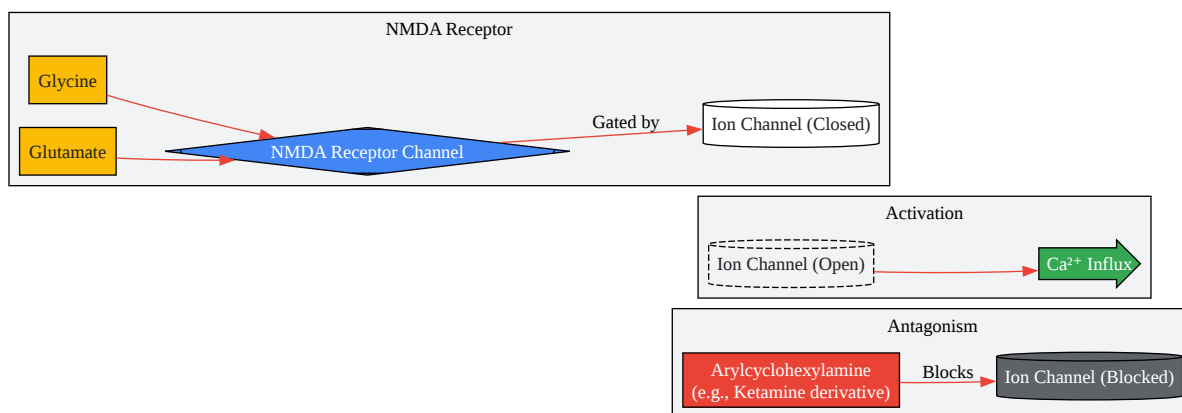 NMDA Receptor
Glycine
Glutamate
NMDA Receptor Channel
Gated by
Ion Channel (Closed)
Activation
Ion Channel (Open)
Ca²⁺ Influx
Antagonism
Arylcyclohexylamine
(e.g., Ketamine derivative)
Blocks
Ion Channel (Blocked)